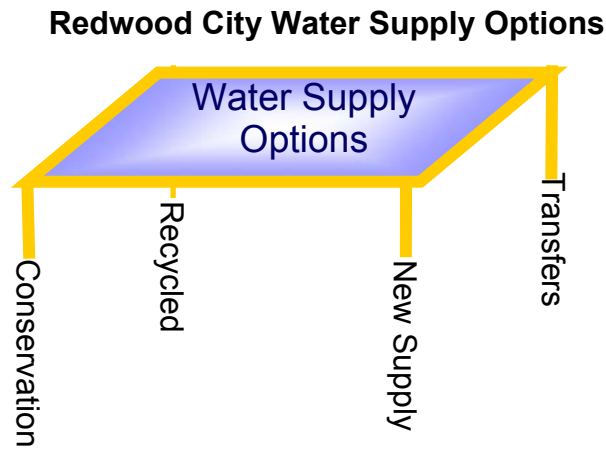 Redwood City Water Supply Options
Water Supply
Options
Conservation
Recycled
New Supply
Transfers